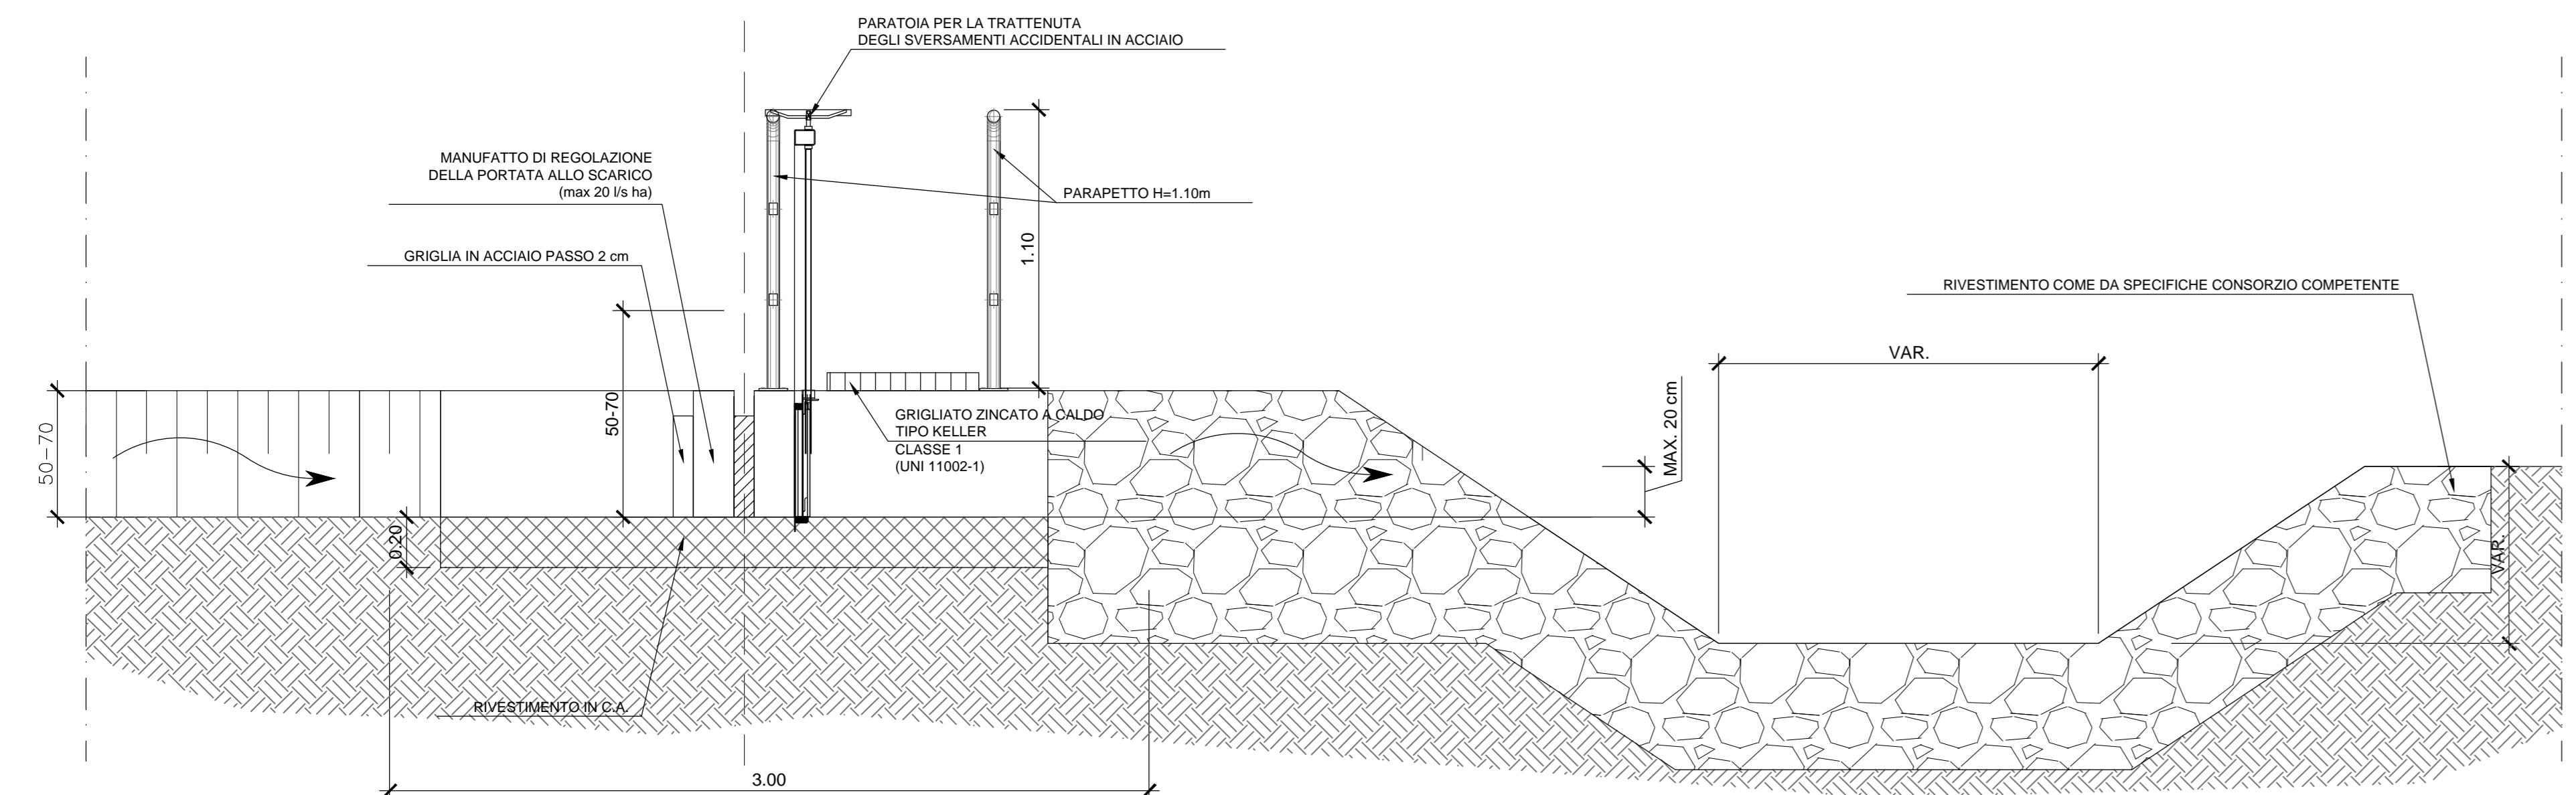 PARATOIA PER LA TRATTENUTA
DEGLI SVERSAMENTI ACCIDENTALI IN ACCIAIO
MANUFATTO DI REGOLAZIONE
DELLA PORTATA ALLO SCARICO
(max 20 l/s ha)
PARAPETTO H=1.10m
1.10
GRIGLIA IN ACCIAIO PASSO 2 cm
RIVESTIMENTO COME DA SPECIFICHE CONSORZIO COMPETENTE
VAR.
50-70
50-70
GRIGLIATO ZINCATO A CALDO
TIPO KELLER
CLASSE 1
(UNI 11002-1)
MAX. 20 cm
0.20
VAR.
RIVESTIMENTO IN C.A.
3.00